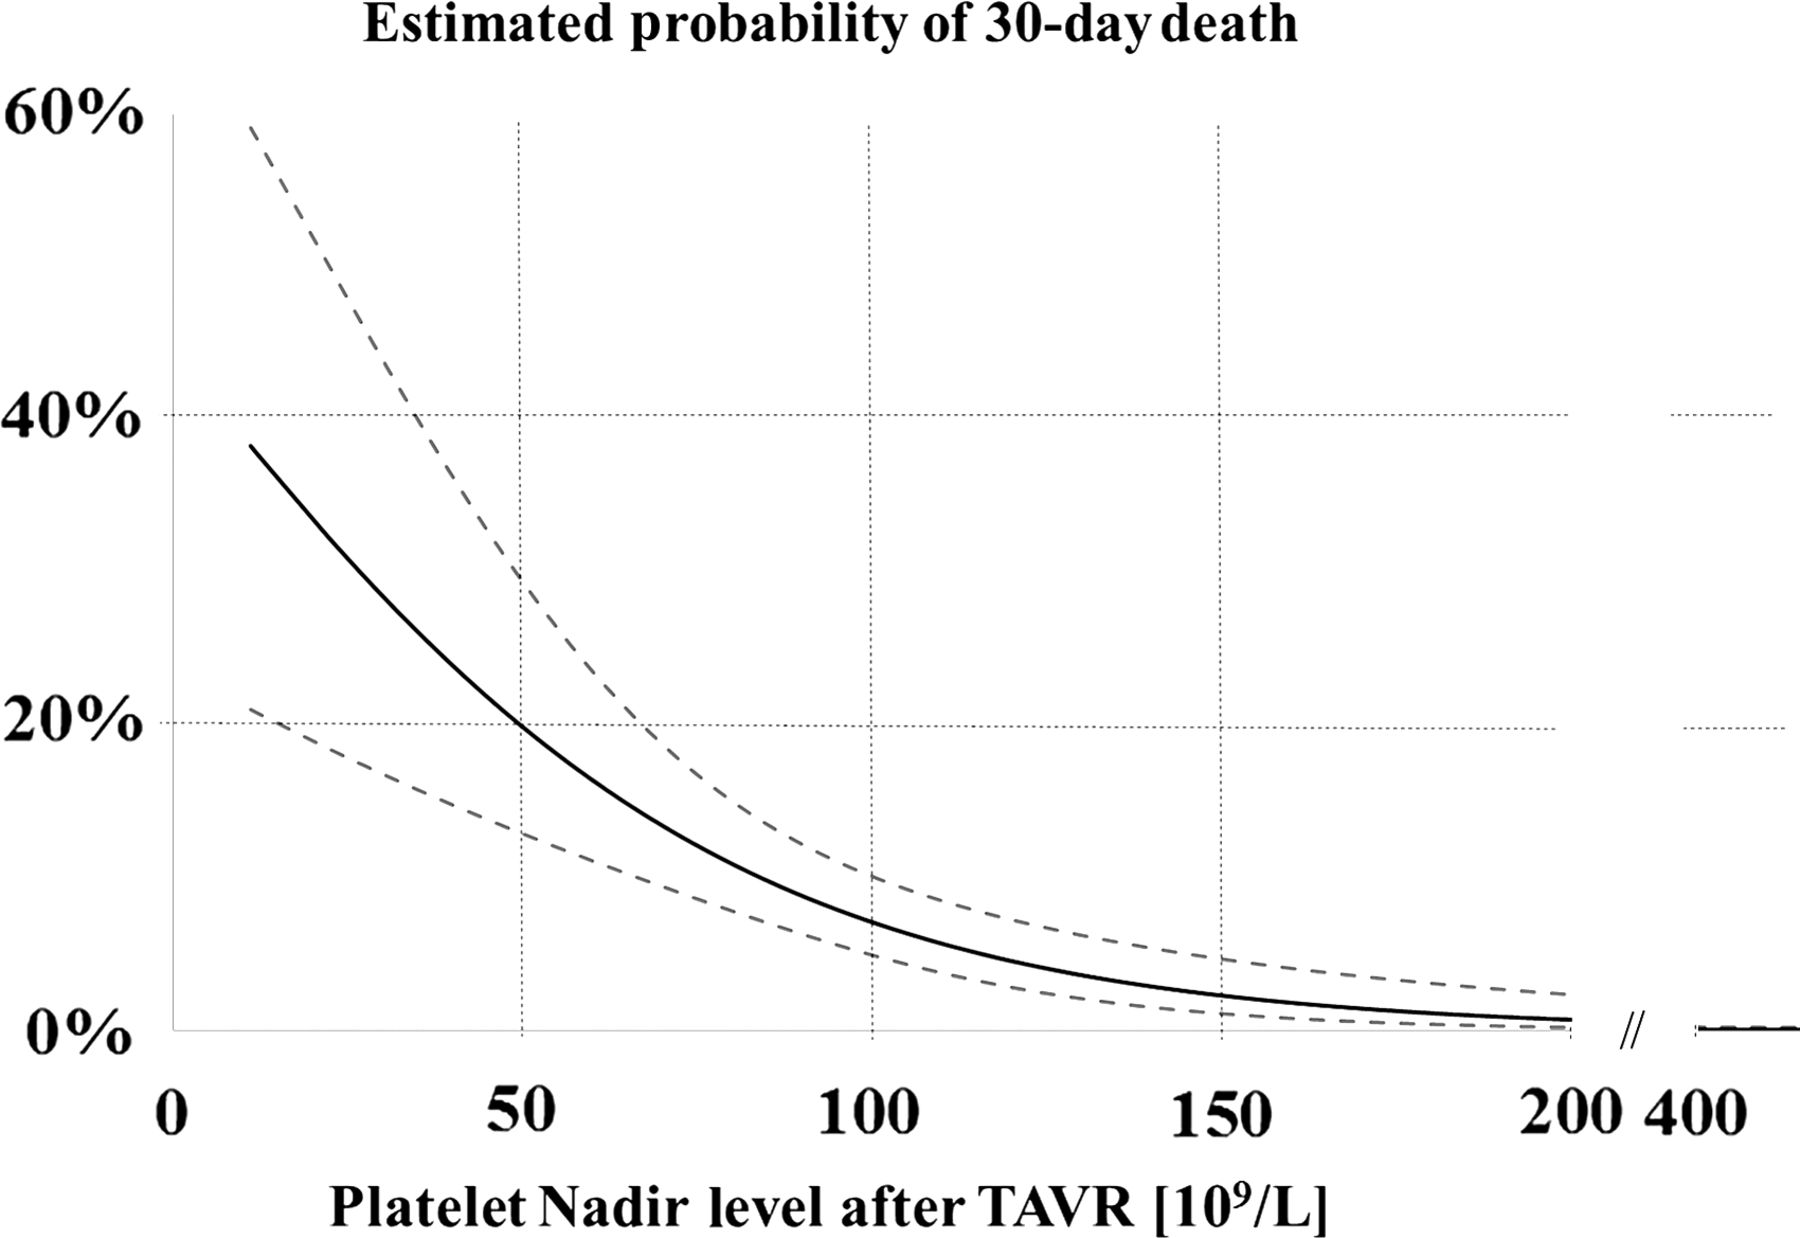 Estimated probability of 30-day death
60%
40%
20%
0%
0 50 100 150 200 // 400
Platelet Nadir level after TAVR [10⁹/L]